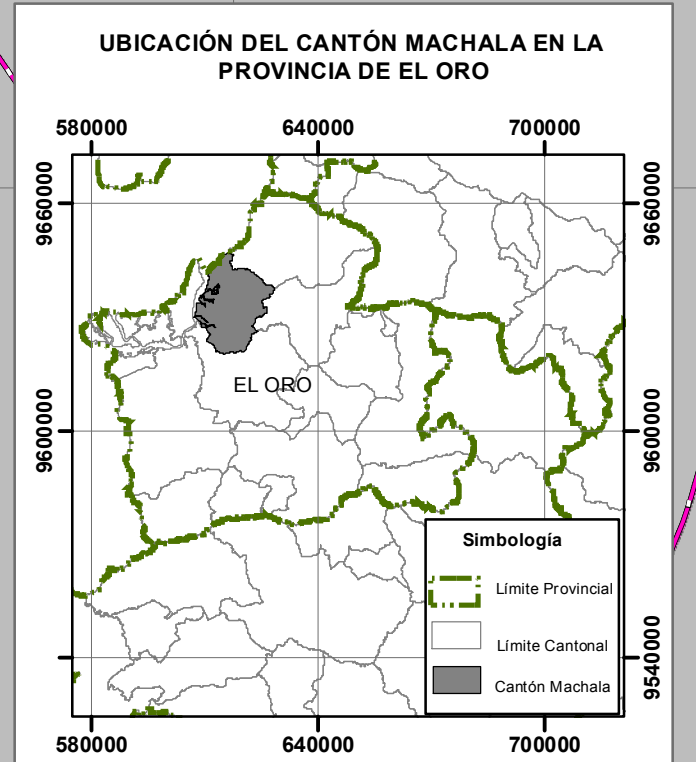 UBICACIÓN DEL CANTÓN MACHALA EN LA
PROVINCIA DE EL ORO
580000 640000 700000
9660000 9660000
EL ORO
9600000 9600000
Simbología
Límite Provincial
Límite Cantonal
Cantón Machala
9540000 9540000
580000 640000 700000